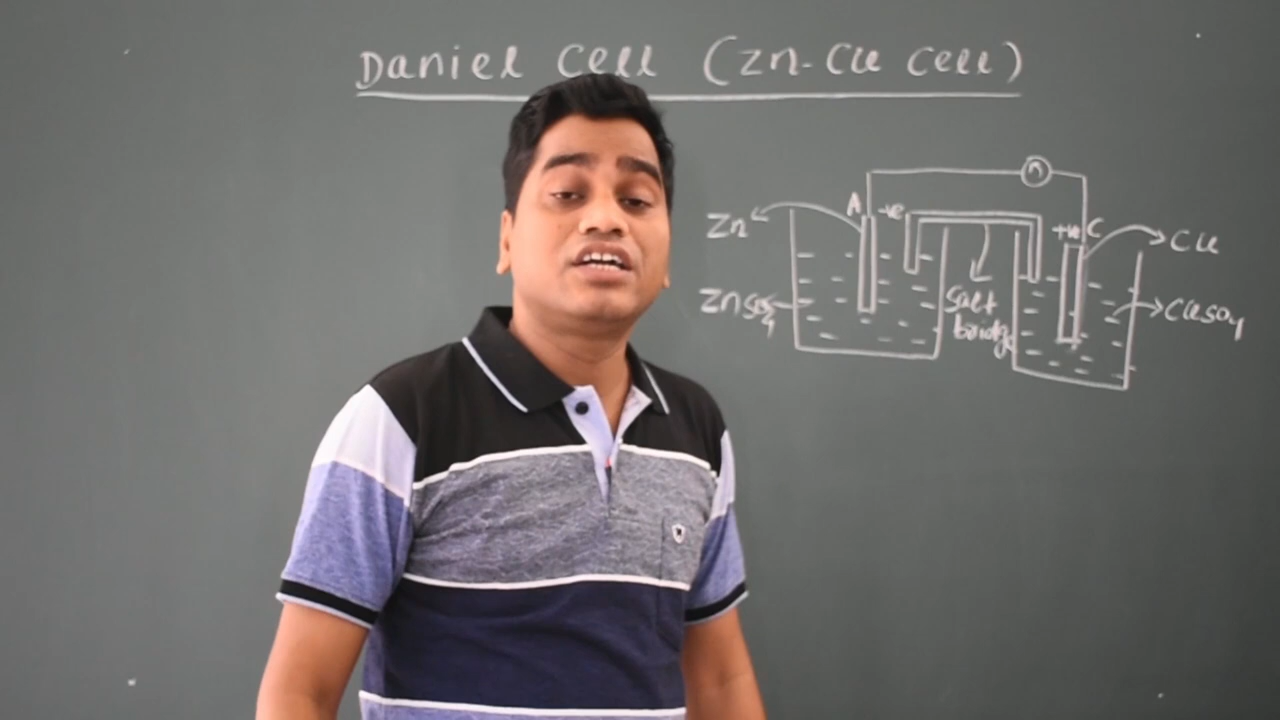 Daniel Cell (Zn-Cu Cell)
n
A -ve
+ve C
Zn
Cu
ZnSO4
Salt
bridge
CuSO4